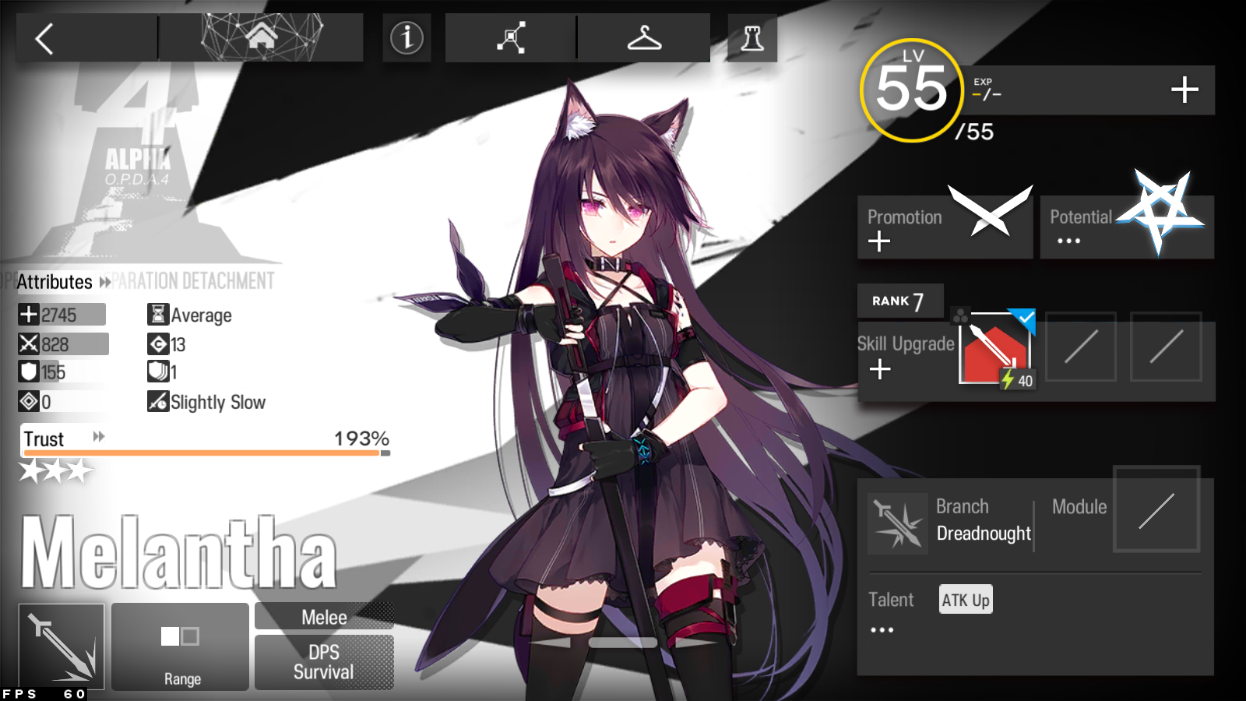 LV
55
EXP
-/-
/55
ALPHA
O.P.D.A.4
PARATION DETACHMENT
Attributes
2745
Average
828
13
155
1
0
Slightly Slow
Trust
193%
Melantha
Range
Melee
DPS
Survival
FPS 60
Promotion
Potential
RANK 7
Skill Upgrade
40
Branch
Dreadnought
Module
Talent
ATK Up